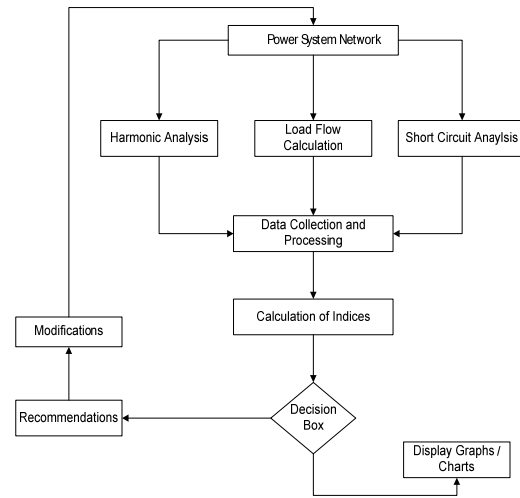 Power System Network
Harmonic Analysis
Load Flow
Calculation
Short Circuit Anaylsis
Data Collection and
Processing
Calculation of Indices
Modifications
Recommendations
Decision
Box
Display Graphs /
Charts